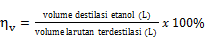 ηᵥ = volume destilasi etanol (L) / volume larutan terdestilasi (L) x 100%